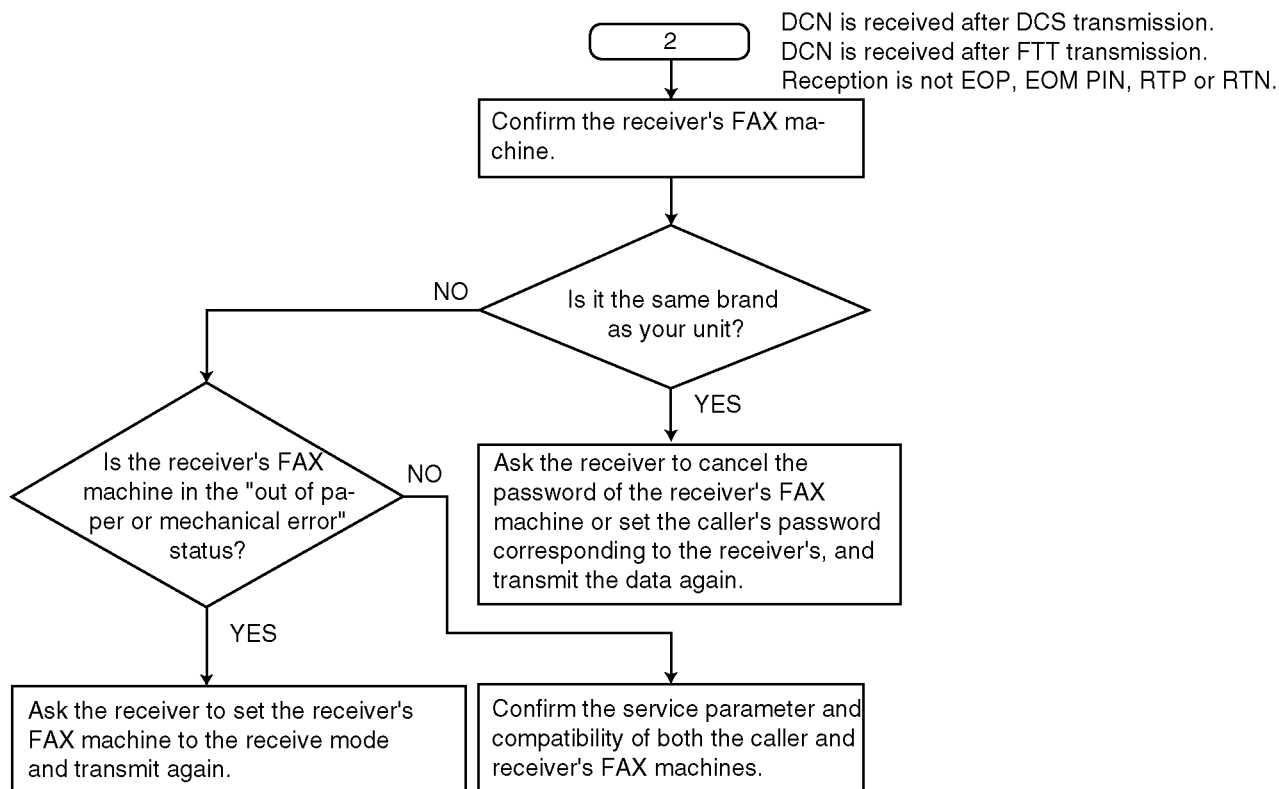 2
DCN is received after DCS transmission.
DCN is received after FTT transmission.
Reception is not EOP, EOM PIN, RTP or RTN.
Confirm the receiver's FAX ma-
chine.
Is it the same brand
as your unit?
NO
YES
Is the receiver's FAX
machine in the "out of pa-
per or mechanical error"
status?
NO
YES
Ask the receiver to cancel the
password of the receiver's FAX
machine or set the caller's password
corresponding to the receiver's, and
transmit the data again.
Ask the receiver to set the receiver's
FAX machine to the receive mode
and transmit again.
Confirm the service parameter and
compatibility of both the caller and
receiver's FAX machines.